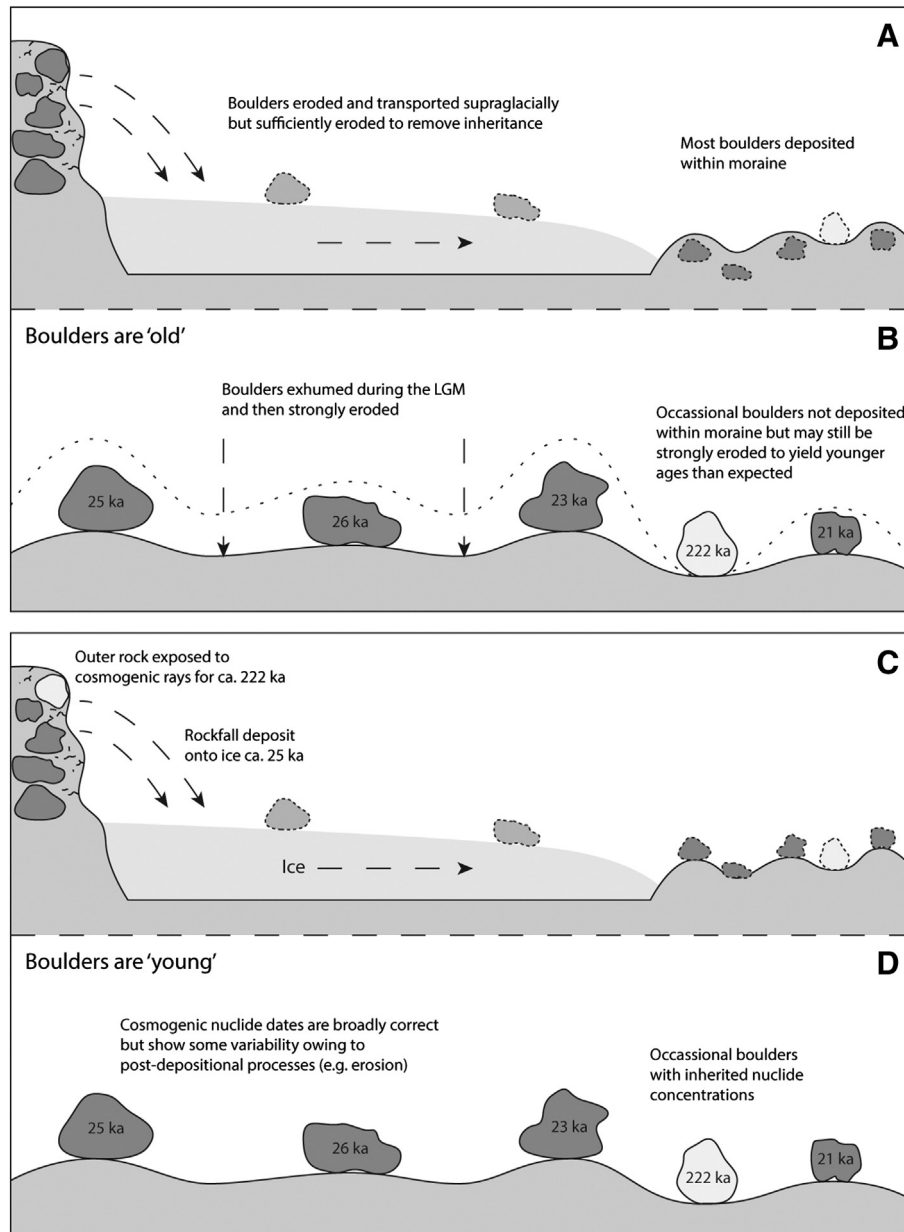 A
Boulders eroded and transported supraglacially
but sufficiently eroded to remove inheritance
Most boulders deposited
within moraine
Boulders are 'old'
B
Boulders exhumed during the LGM
and then strongly eroded
Occassional boulders not deposited
within moraine but may still be
strongly eroded to yield younger
ages than expected
25 ka
26 ka
23 ka
222 ka
21 ka
C
Outer rock exposed to
cosmogenic rays for ca. 222 ka
Rockfall deposit
onto ice ca. 25 ka
Ice
Boulders are 'young'
D
Cosmogenic nuclide dates are broadly correct
but show some variability owing to
post-depositional processes (e.g. erosion)
Occassional boulders
with inherited nuclide
concentrations
25 ka
26 ka
23 ka
222 ka
21 ka